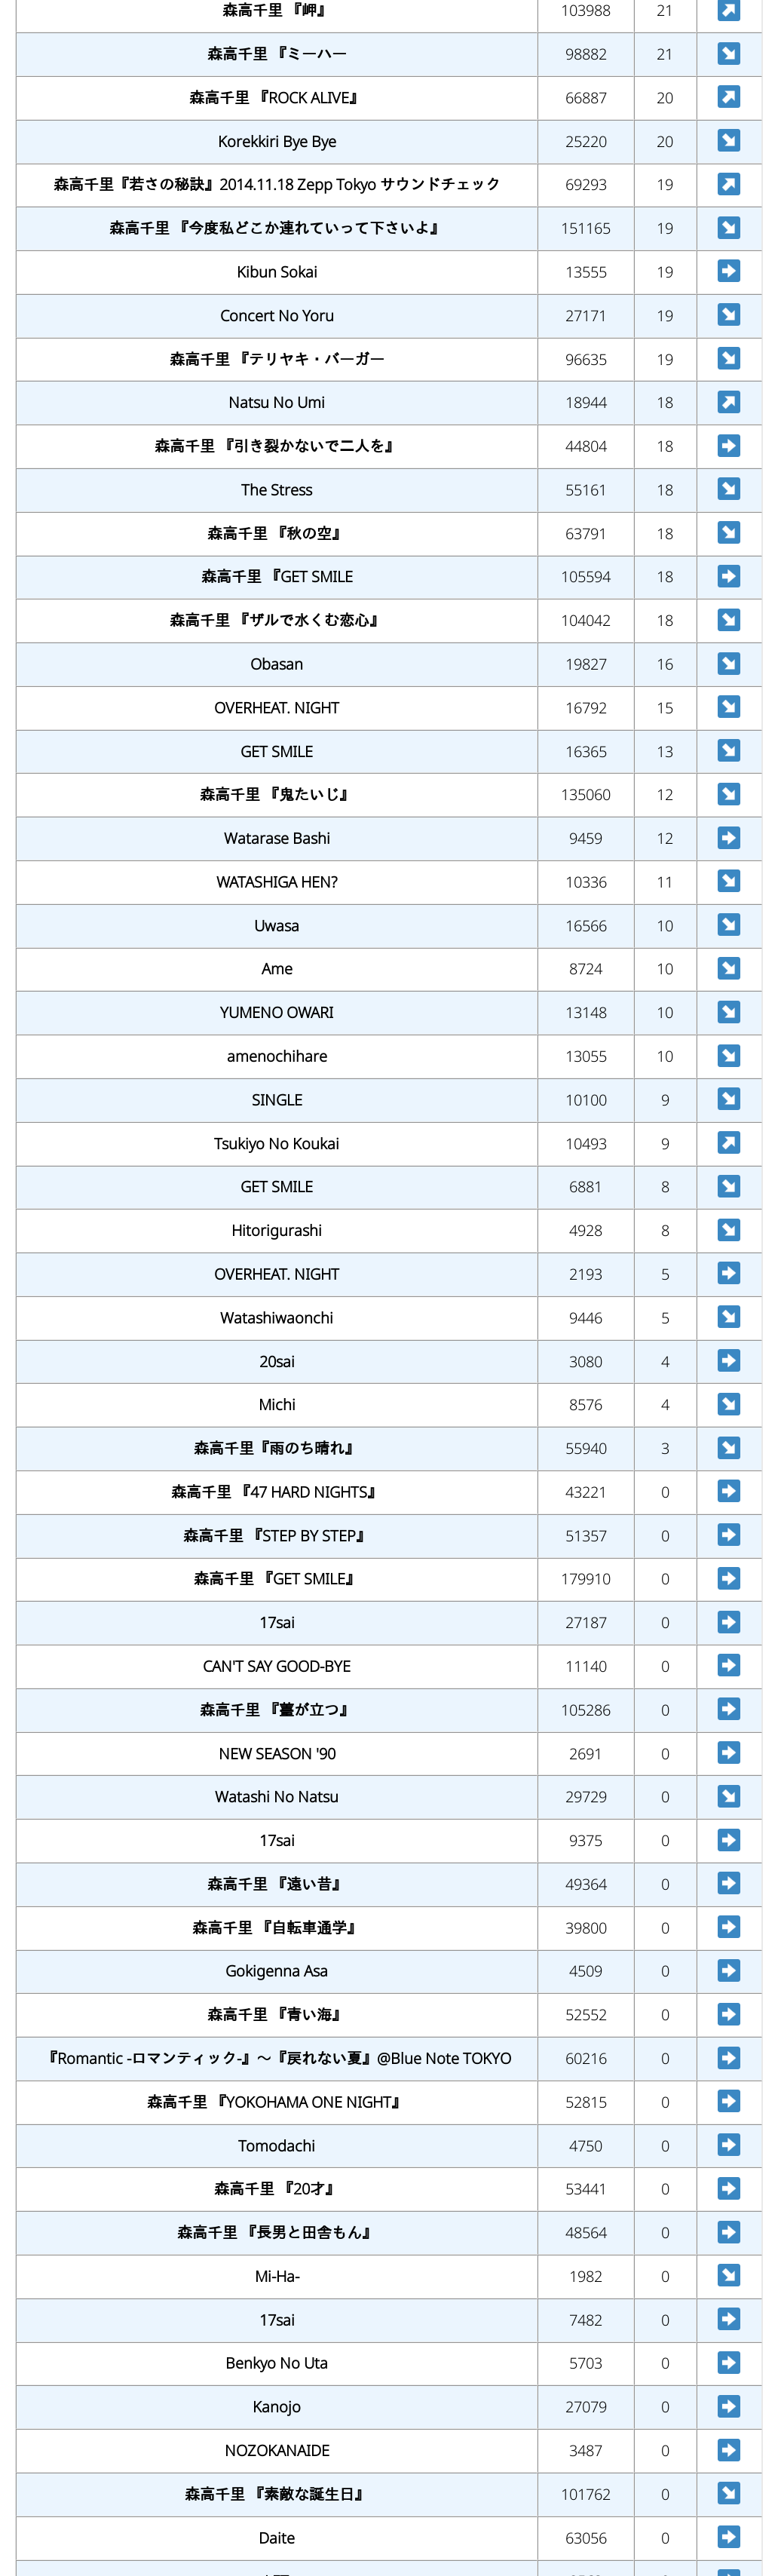 森高千里 『岬』 103988 21
森高千里 『ミーハー 98882 21
森高千里 『ROCK ALIVE』 66887 20
Korekkiri Bye Bye 25220 20
森高千里『若さの秘訣』2014.11.18 Zepp Tokyo サウンドチェック 69293 19
森高千里 『今度私どこか連れていって下さいよ』 151165 19
Kibun Sokai 13555 19
Concert No Yoru 27171 19
森高千里 『テリヤキ・バーガー 96635 19
Natsu No Umi 18944 18
森高千里 『引き裂かないで二人を』 44804 18
The Stress 55161 18
森高千里 『秋の空』 63791 18
森高千里 『GET SMILE 105594 18
森高千里 『ザルで水くむ恋心』 104042 18
Obasan 19827 16
OVERHEAT. NIGHT 16792 15
GET SMILE 16365 13
森高千里 『鬼たいじ』 135060 12
Watarase Bashi 9459 12
WATASHIGA HEN? 10336 11
Uwasa 16566 10
Ame 8724 10
YUMENO OWARI 13148 10
amenochihare 13055 10
SINGLE 10100 9
Tsukiyo No Koukai 10493 9
GET SMILE 6881 8
Hitorigurashi 4928 8
OVERHEAT. NIGHT 2193 5
Watashiwaonchi 9446 5
20sai 3080 4
Michi 8576 4
森高千里『雨のち晴れ』 55940 3
森高千里 『47 HARD NIGHTS』 43221 0
森高千里 『STEP BY STEP』 51357 0
森高千里 『GET SMILE』 179910 0
17sai 27187 0
CAN'T SAY GOOD-BYE 11140 0
森高千里 『薹が立つ』 105286 0
NEW SEASON '90 2691 0
Watashi No Natsu 29729 0
17sai 9375 0
森高千里 『遠い昔』 49364 0
森高千里 『自転車通学』 39800 0
Gokigenna Asa 4509 0
森高千里 『青い海』 52552 0
『Romantic -ロマンティック-』～『戻れない夏』@Blue Note TOKYO 60216 0
森高千里 『YOKOHAMA ONE NIGHT』 52815 0
Tomodachi 4750 0
森高千里 『20才』 53441 0
森高千里 『長男と田舎もん』 48564 0
Mi-Ha- 1982 0
17sai 7482 0
Benkyo No Uta 5703 0
Kanojo 27079 0
NOZOKANAIDE 3487 0
森高千里 『素敵な誕生日』 101762 0
Daite 63056 0